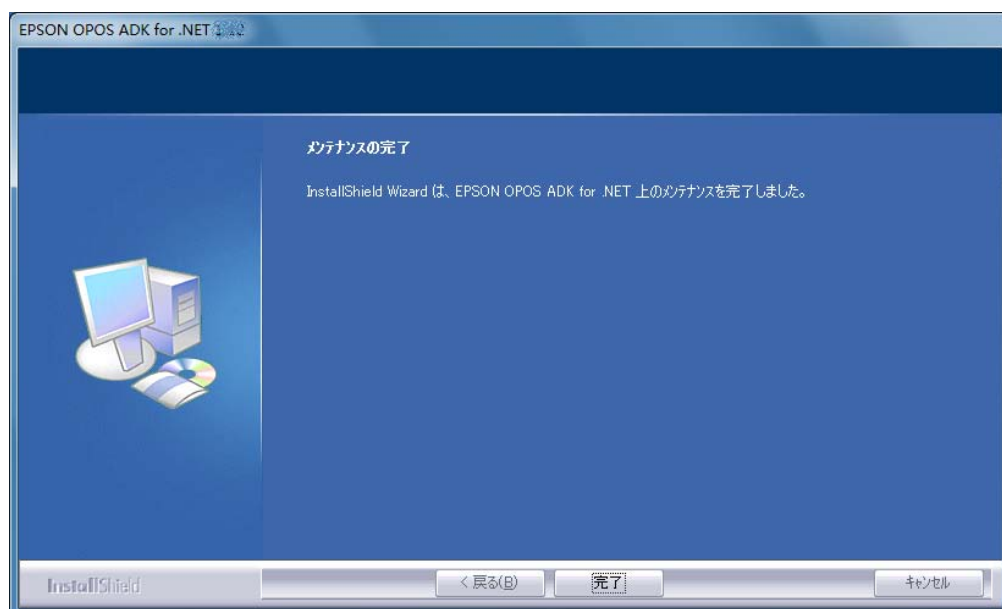 EPSON OPOS ADK for .NET
メンテナンスの完了
InstallShield Wizard は、EPSON OPOS ADK for .NET 上のメンテナンスを完了しました。
InstallShield
< 戻る(B)
完了
キャンセル